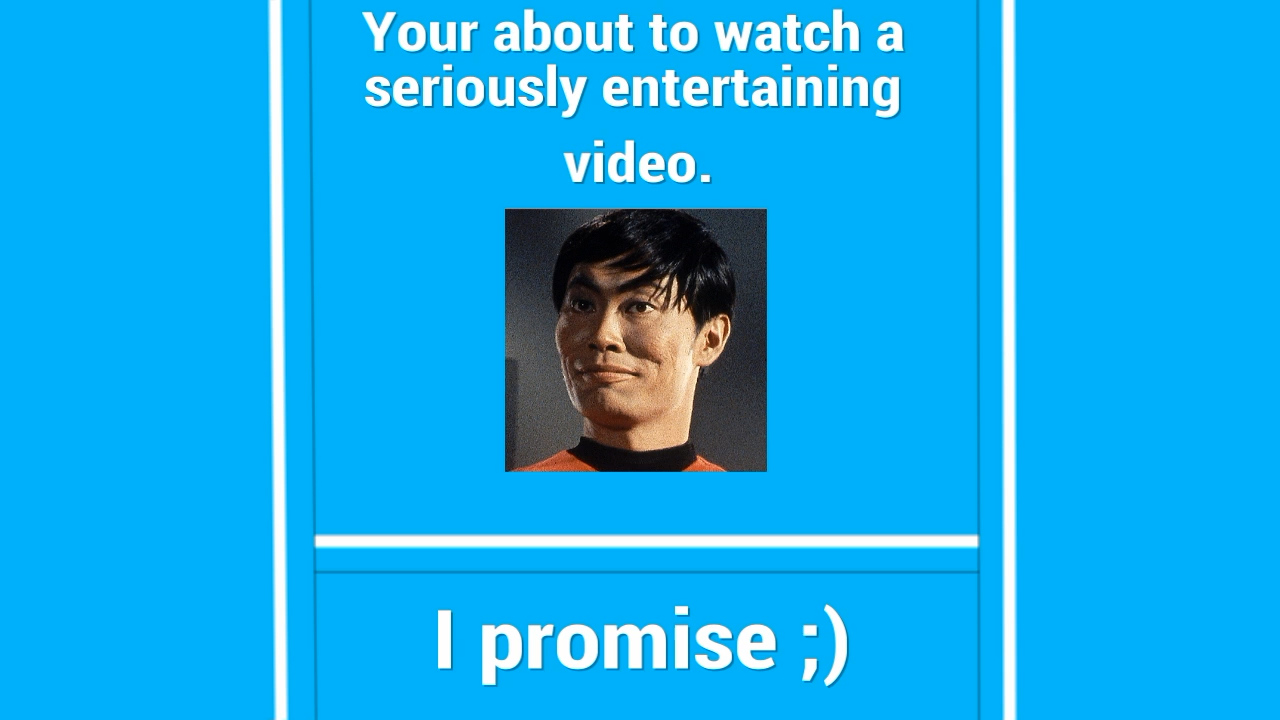 Your about to watch a
seriously entertaining
video.
I promise ;)